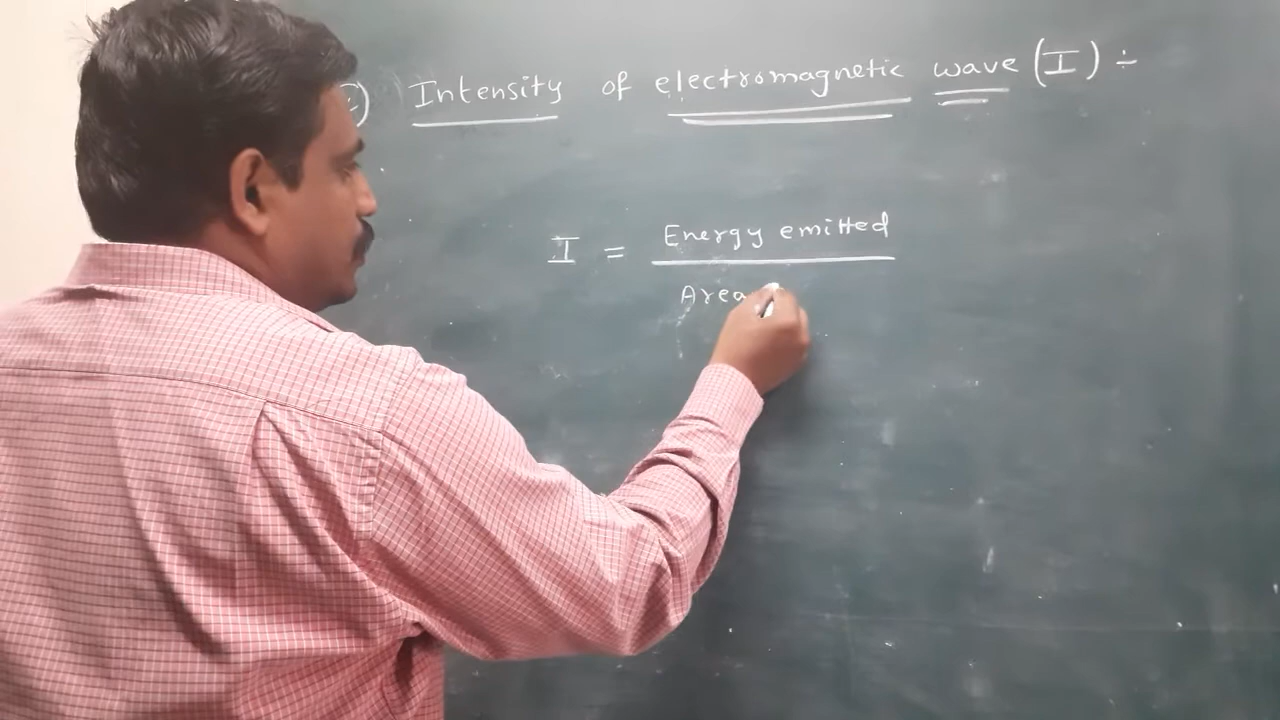 ) Intensity of electromagnetic wave (I) ÷
I = Energy emitted
Area